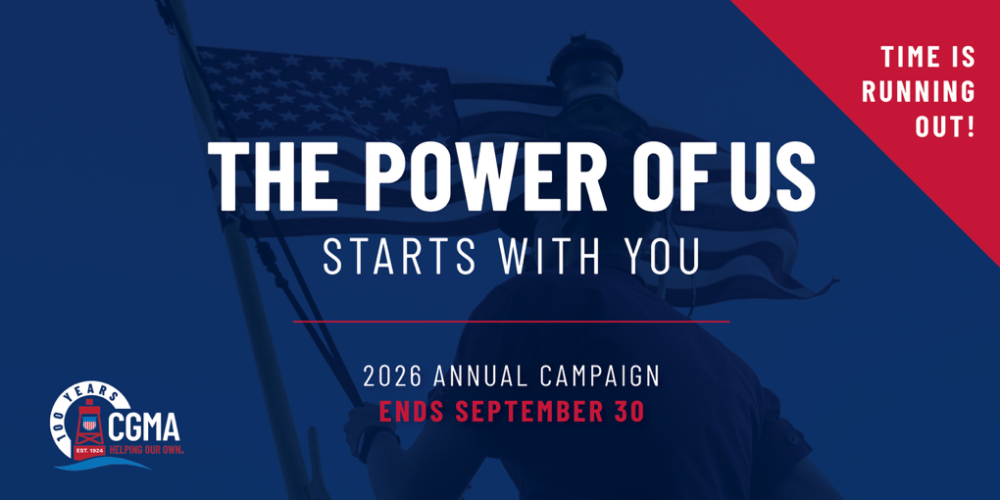 TIME IS
RUNNING
OUT!
THE POWER OF US
STARTS WITH YOU
2026 ANNUAL CAMPAIGN
ENDS SEPTEMBER 30
100 YEARS
CGMA
EST. 1924
HELPING OUR OWN.